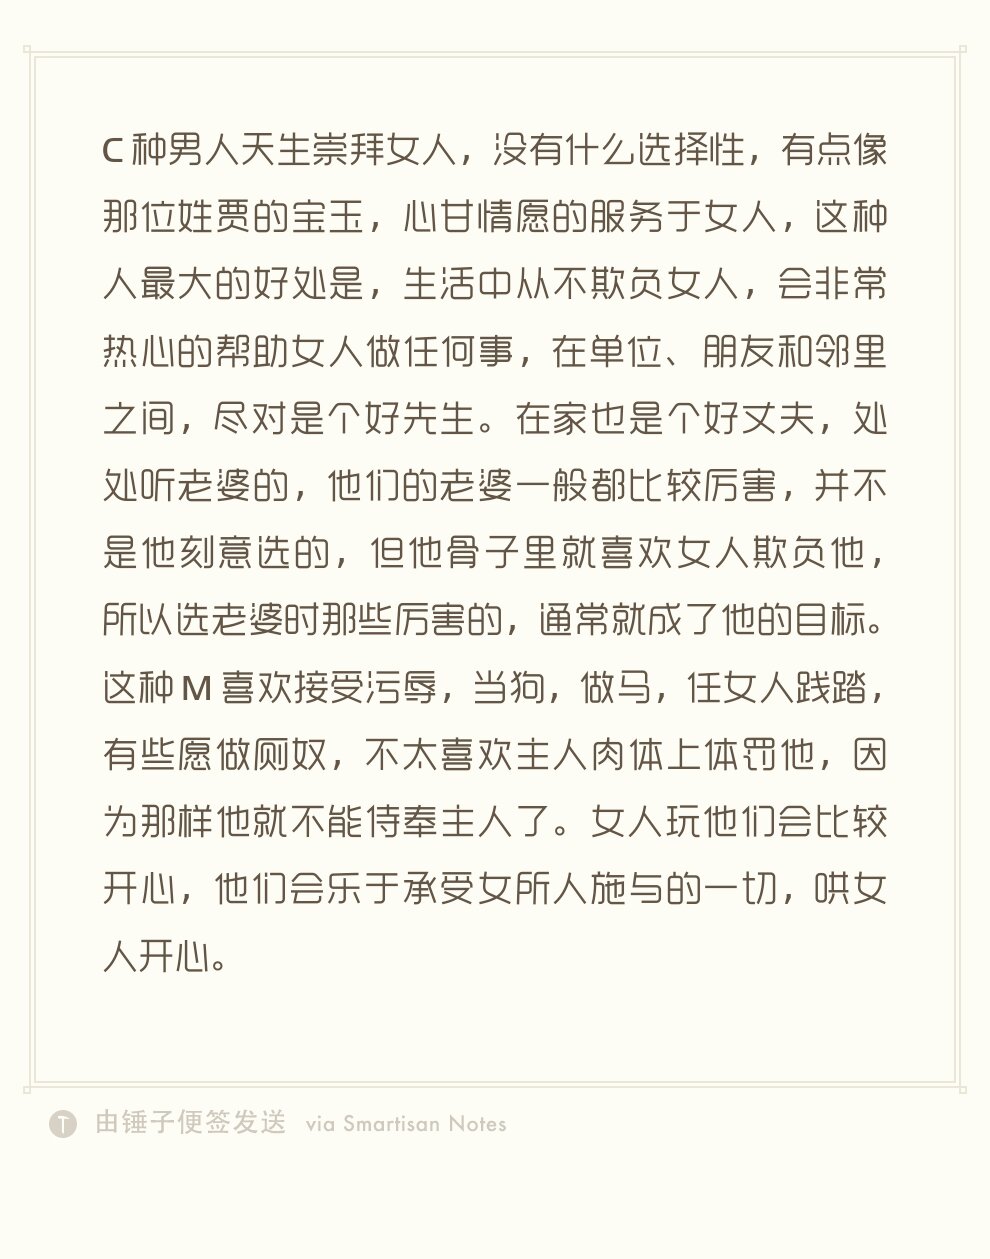 C 种男人天生崇拜女人，没有什么选择性，有点像
那位姓贾的宝玉，心甘情愿的服务于女人，这种
人最大的好处是，生活中从不欺负女人，会非常
热心的帮助女人做任何事，在单位、朋友和邻里
之间，尽对是个好先生。在家也是个好丈夫，处
处听老婆的，他们的老婆一般都比较厉害，并不
是他刻意选的，但他骨子里就喜欢女人欺负他，
所以选老婆时那些厉害的，通常就成了他的目标。
这种 M 喜欢接受污辱，当狗，做马，任女人践踏，
有些愿做厕奴，不太喜欢主人肉体上体罚他，因
为那样他就不能侍奉主人了。女人玩他们会比较
开心，他们会乐于承受女所人施与的一切，哄女
人开心。
由锤子便签发送 via Smartisan Notes